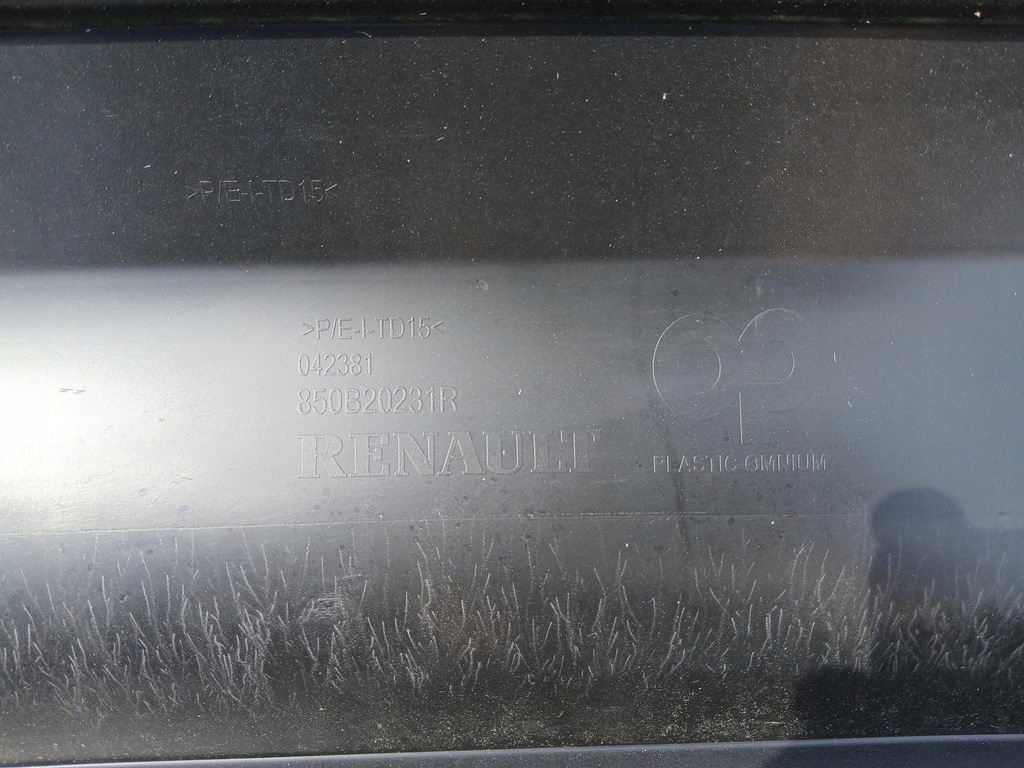 >P/E-I-TD15<
>P/E-I-TD15<
042381
850B20231R
RENAULT
PLASTIC OMNIUM